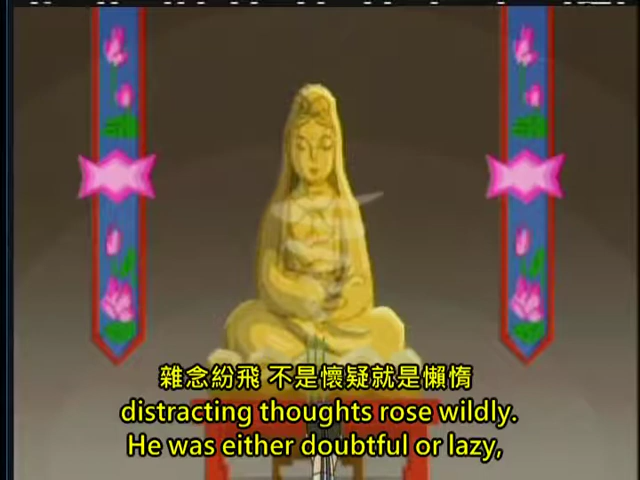 雜念紛飛 不是懷疑就是懶惰
distracting thoughts rose wildly.
He was either doubtful or lazy,